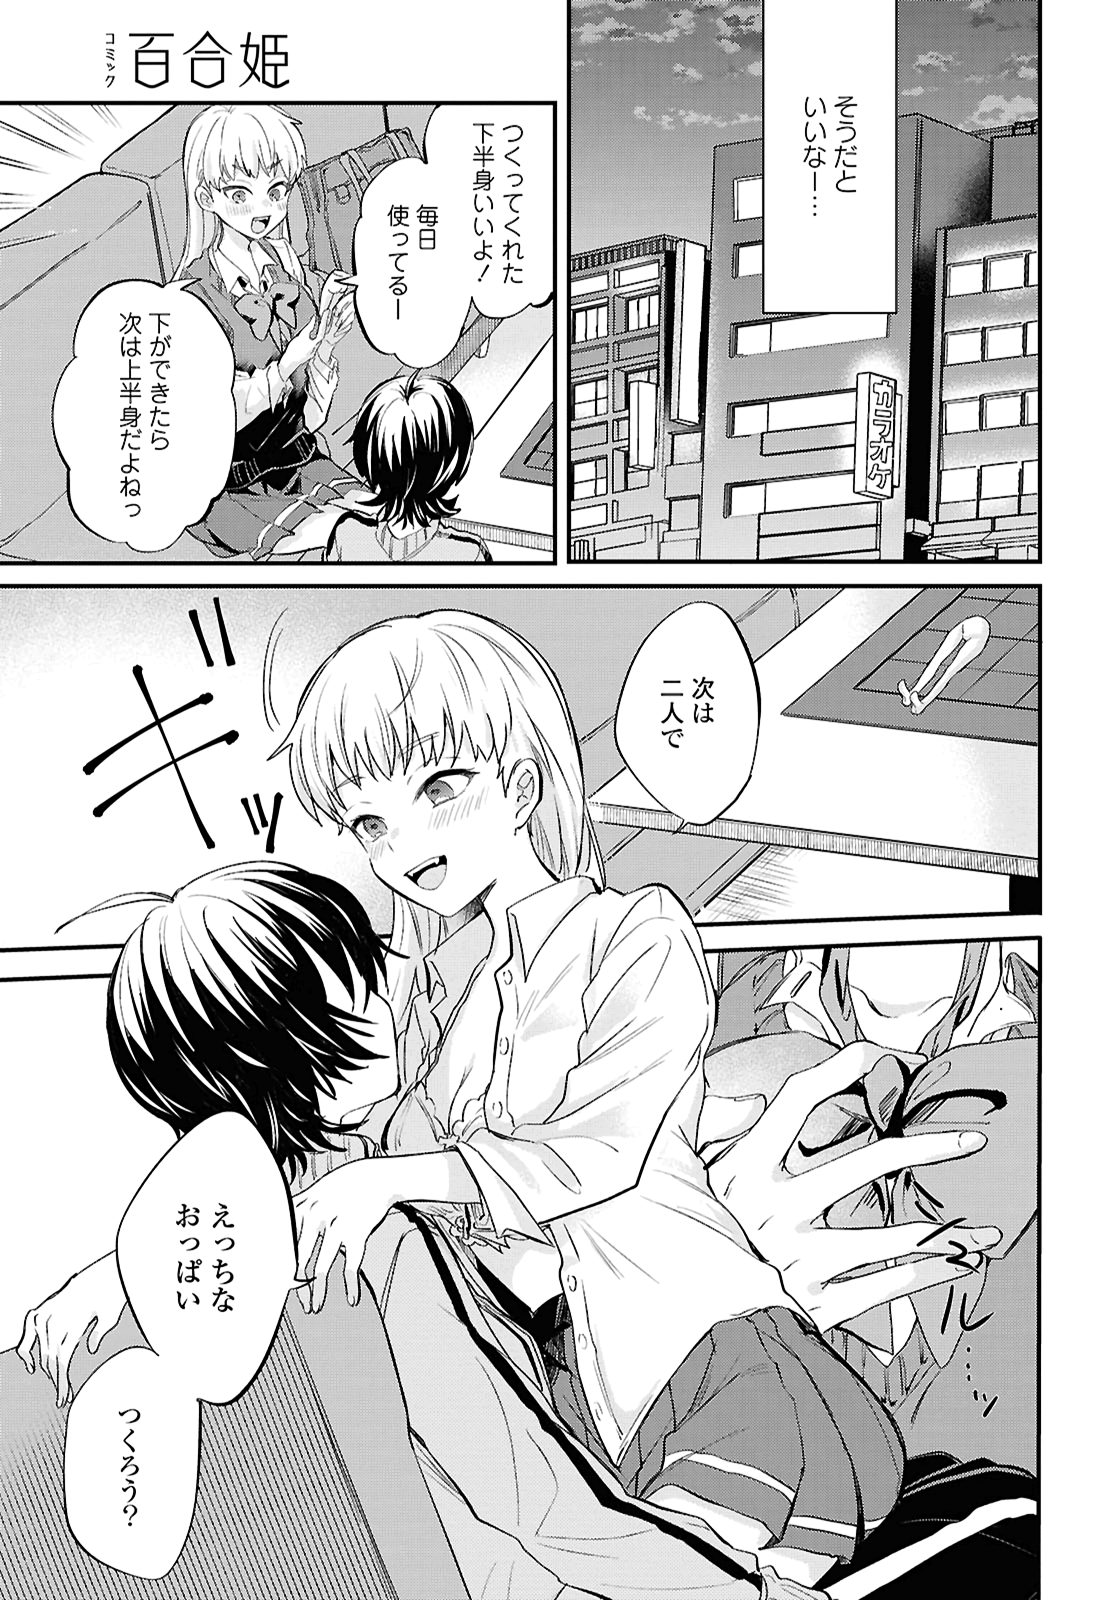 コミック
百合姫
そうだと
いいなー…
カラオケ
つくってくれた
下半身いいよ！
毎日
使ってるー
下ができたら
次は上半身だよねっ
次は
二人で
ギッ
シュル…
えっちな
おっぱい
つくろう？